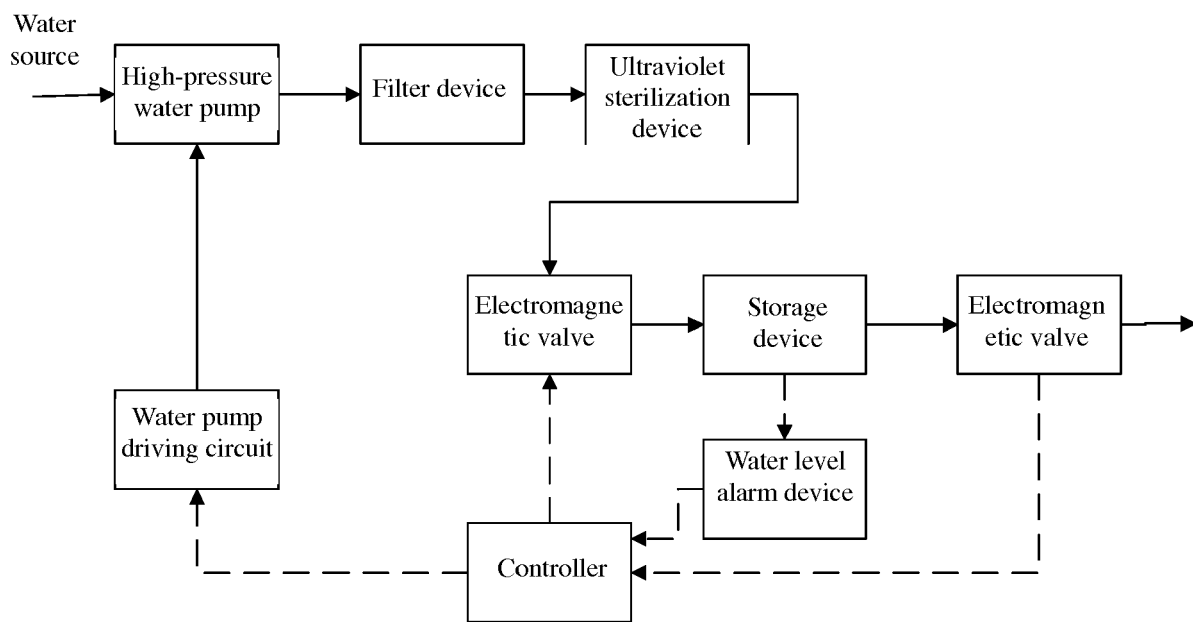 Water
source
High-pressure
water pump
Filter device
Ultraviolet
sterilization
device
Electromagne
tic valve
Storage
device
Electromagn
etic valve
Water pump
driving circuit
Water level
alarm device
Controller